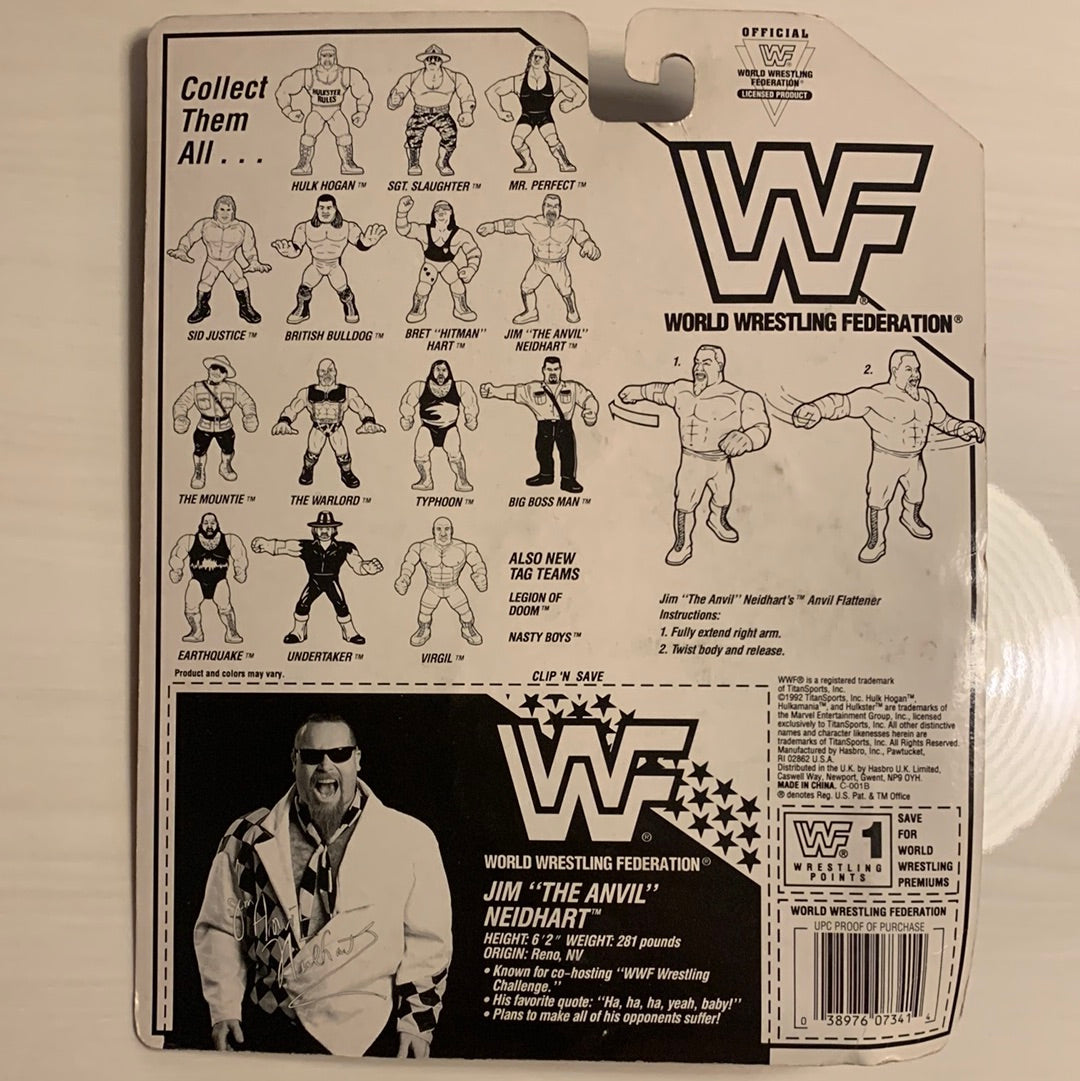 Collect
Them
All . . .
HULKSTER
RULES
HULK HOGAN™
SGT. SLAUGHTER™
MR. PERFECT™
SID JUSTICE™
BRITISH BULLDOG™
BRET "HITMAN"
HART™
JIM "THE ANVIL"
NEIDHART™
THE MOUNTIE™
THE WARLORD™
TYPHOON™
BIG BOSS MAN™
EARTHQUAKE™
UNDERTAKER™
VIRGIL™
ALSO NEW
TAG TEAMS
LEGION OF
DOOM™
NASTY BOYS™
Product and colors may vary.
OFFICIAL
WF
WORLD WRESTLING
FEDERATION®
LICENSED PRODUCT
WF®
WORLD WRESTLING FEDERATION®
1.
2.
Jim "The Anvil" Neidhart's™ Anvil Flattener
Instructions:
1. Fully extend right arm.
2. Twist body and release.
CLIP 'N SAVE
WF®
WORLD WRESTLING FEDERATION®
JIM "THE ANVIL"
NEIDHART™
HEIGHT: 6'2" WEIGHT: 281 pounds
ORIGIN: Reno, NV
• Known for co-hosting "WWF Wrestling
Challenge."
• His favorite quote: "Ha, ha, ha, yeah, baby!"
• Plans to make all of his opponents suffer!
WWF® is a registered trademark
of TitanSports, Inc.
©1992 TitanSports, Inc. Hulk Hogan™,
Hulkamania™, and Hulkster™ are trademarks of
the Marvel Entertainment Group, Inc., licensed
exclusively to TitanSports, Inc. All other distinctive
names and character likenesses herein are
trademarks of TitanSports, Inc. All Rights Reserved.
Manufactured by Hasbro, Inc., Pawtucket,
RI 02862 U.S.A.
Distributed in the U.K. by Hasbro U.K. Limited,
Caswell Way, Newport, Gwent, NP9 0YH.
MADE IN CHINA. C-001B
® denotes Reg. U.S. Pat. & TM Office
WF® 1
WRESTLING
POINTS
SAVE
FOR
WORLD
WRESTLING
PREMIUMS
WORLD WRESTLING FEDERATION
UPC PROOF OF PURCHASE
0 38976 07341 4